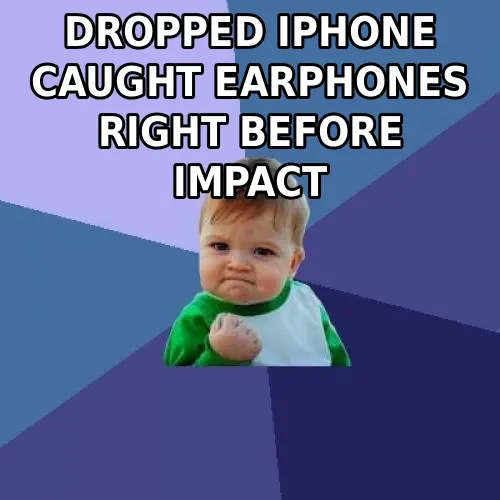 DROPPED IPHONE
CAUGHT EARPHONES
RIGHT BEFORE
IMPACT